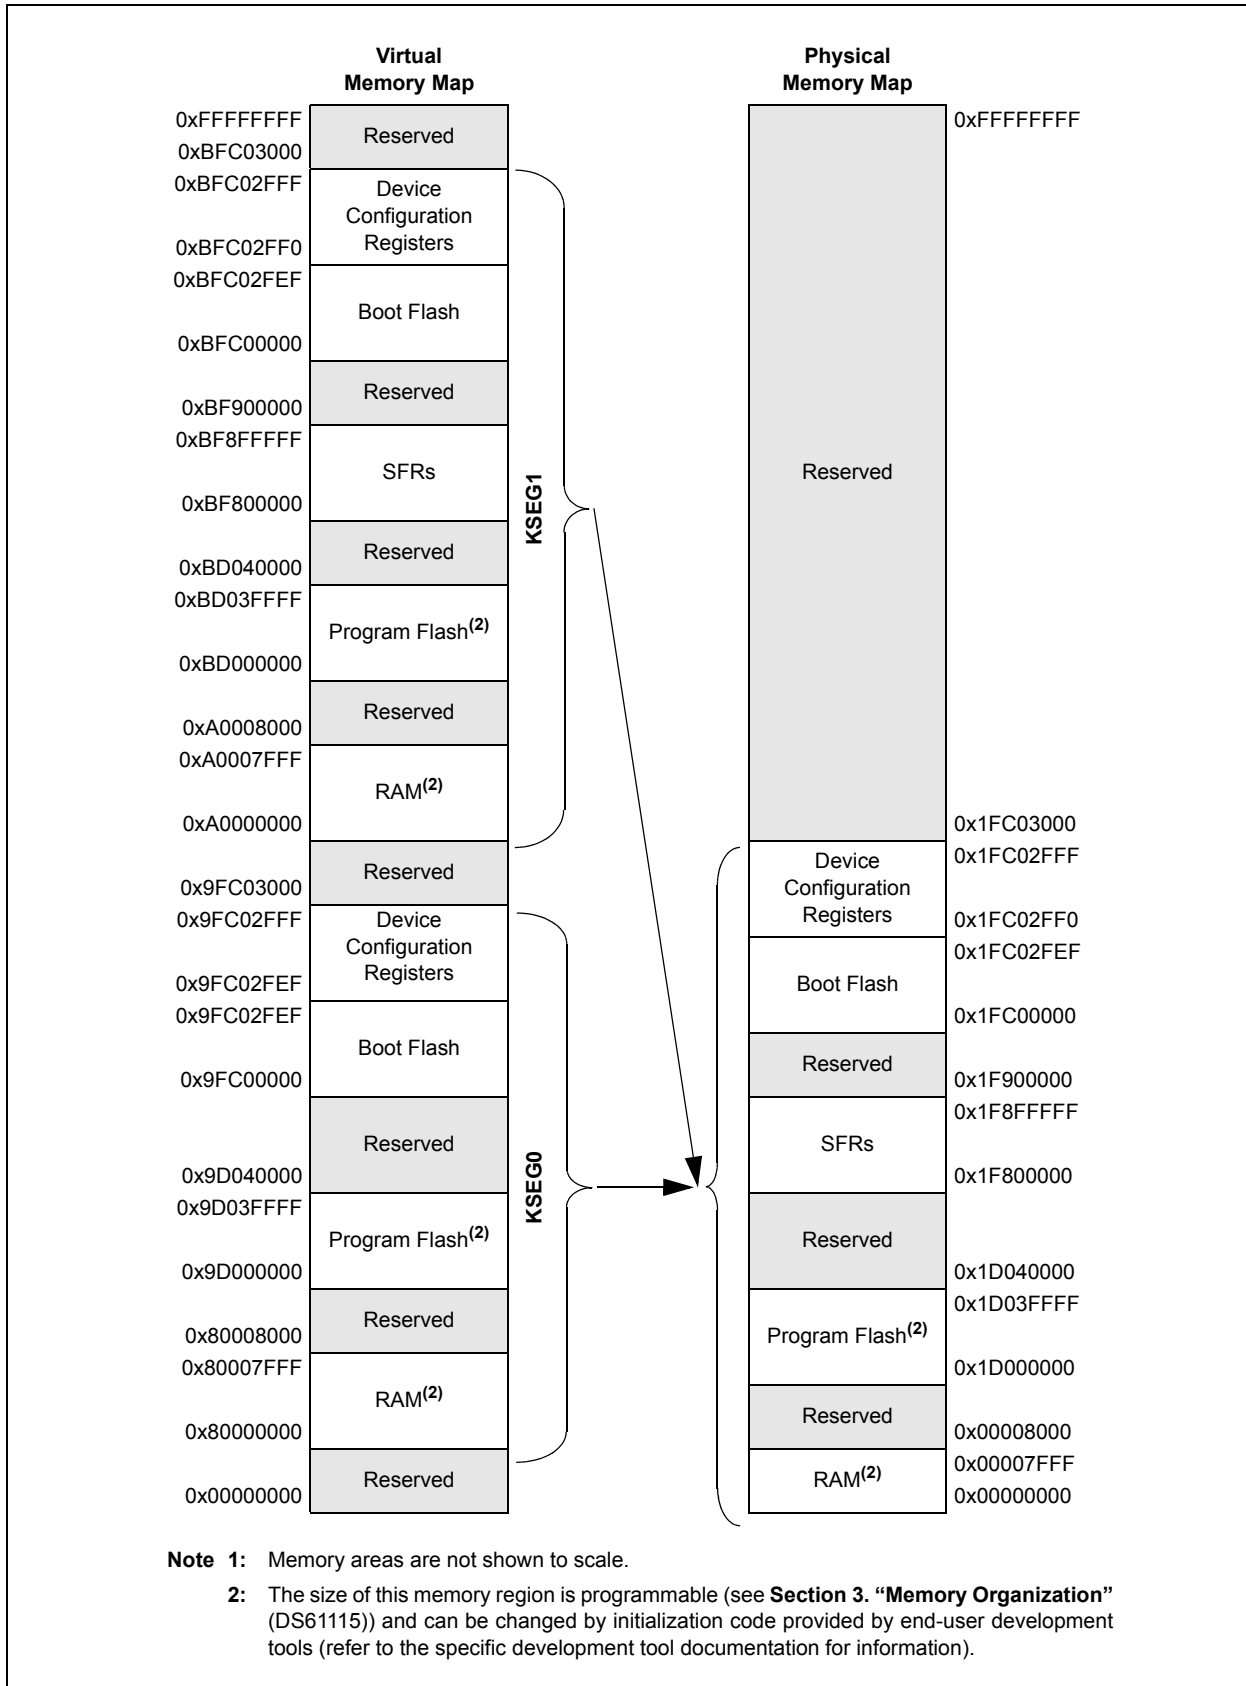 Virtual
Memory Map
0xFFFFFFFF
Reserved
0xBFC03000
0xBFC02FFF
Device
Configuration
Registers
0xBFC02FF0
0xBFC02FEF
Boot Flash
0xBFC00000
Reserved
0xBF900000
0xBF8FFFFF
SFRs
0xBF800000
Reserved
0xBD040000
0xBD03FFFF
Program Flash(2)
0xBD000000
Reserved
0xA0008000
0xA0007FFF
RAM(2)
0xA0000000
KSEG1
Reserved
0x9FC03000
0x9FC02FFF
Device
Configuration
Registers
0x9FC02FEF
0x9FC02FEF
Boot Flash
0x9FC00000
Reserved
0x9D040000
0x9D03FFFF
Program Flash(2)
0x9D000000
Reserved
0x80008000
0x80007FFF
RAM(2)
0x80000000
KSEG0
Reserved
0x00000000
Physical
Memory Map
0xFFFFFFFF
Reserved
0x1FC03000
0x1FC02FFF
Device
Configuration
Registers
0x1FC02FF0
0x1FC02FEF
Boot Flash
0x1FC00000
Reserved
0x1F900000
0x1F8FFFFF
SFRs
0x1F800000
Reserved
0x1D040000
0x1D03FFFF
Program Flash(2)
0x1D000000
Reserved
0x00008000
0x00007FFF
RAM(2)
0x00000000
Note 1: Memory areas are not shown to scale.
2: The size of this memory region is programmable (see Section 3. “Memory Organization”
(DS61115)) and can be changed by initialization code provided by end-user development
tools (refer to the specific development tool documentation for information).